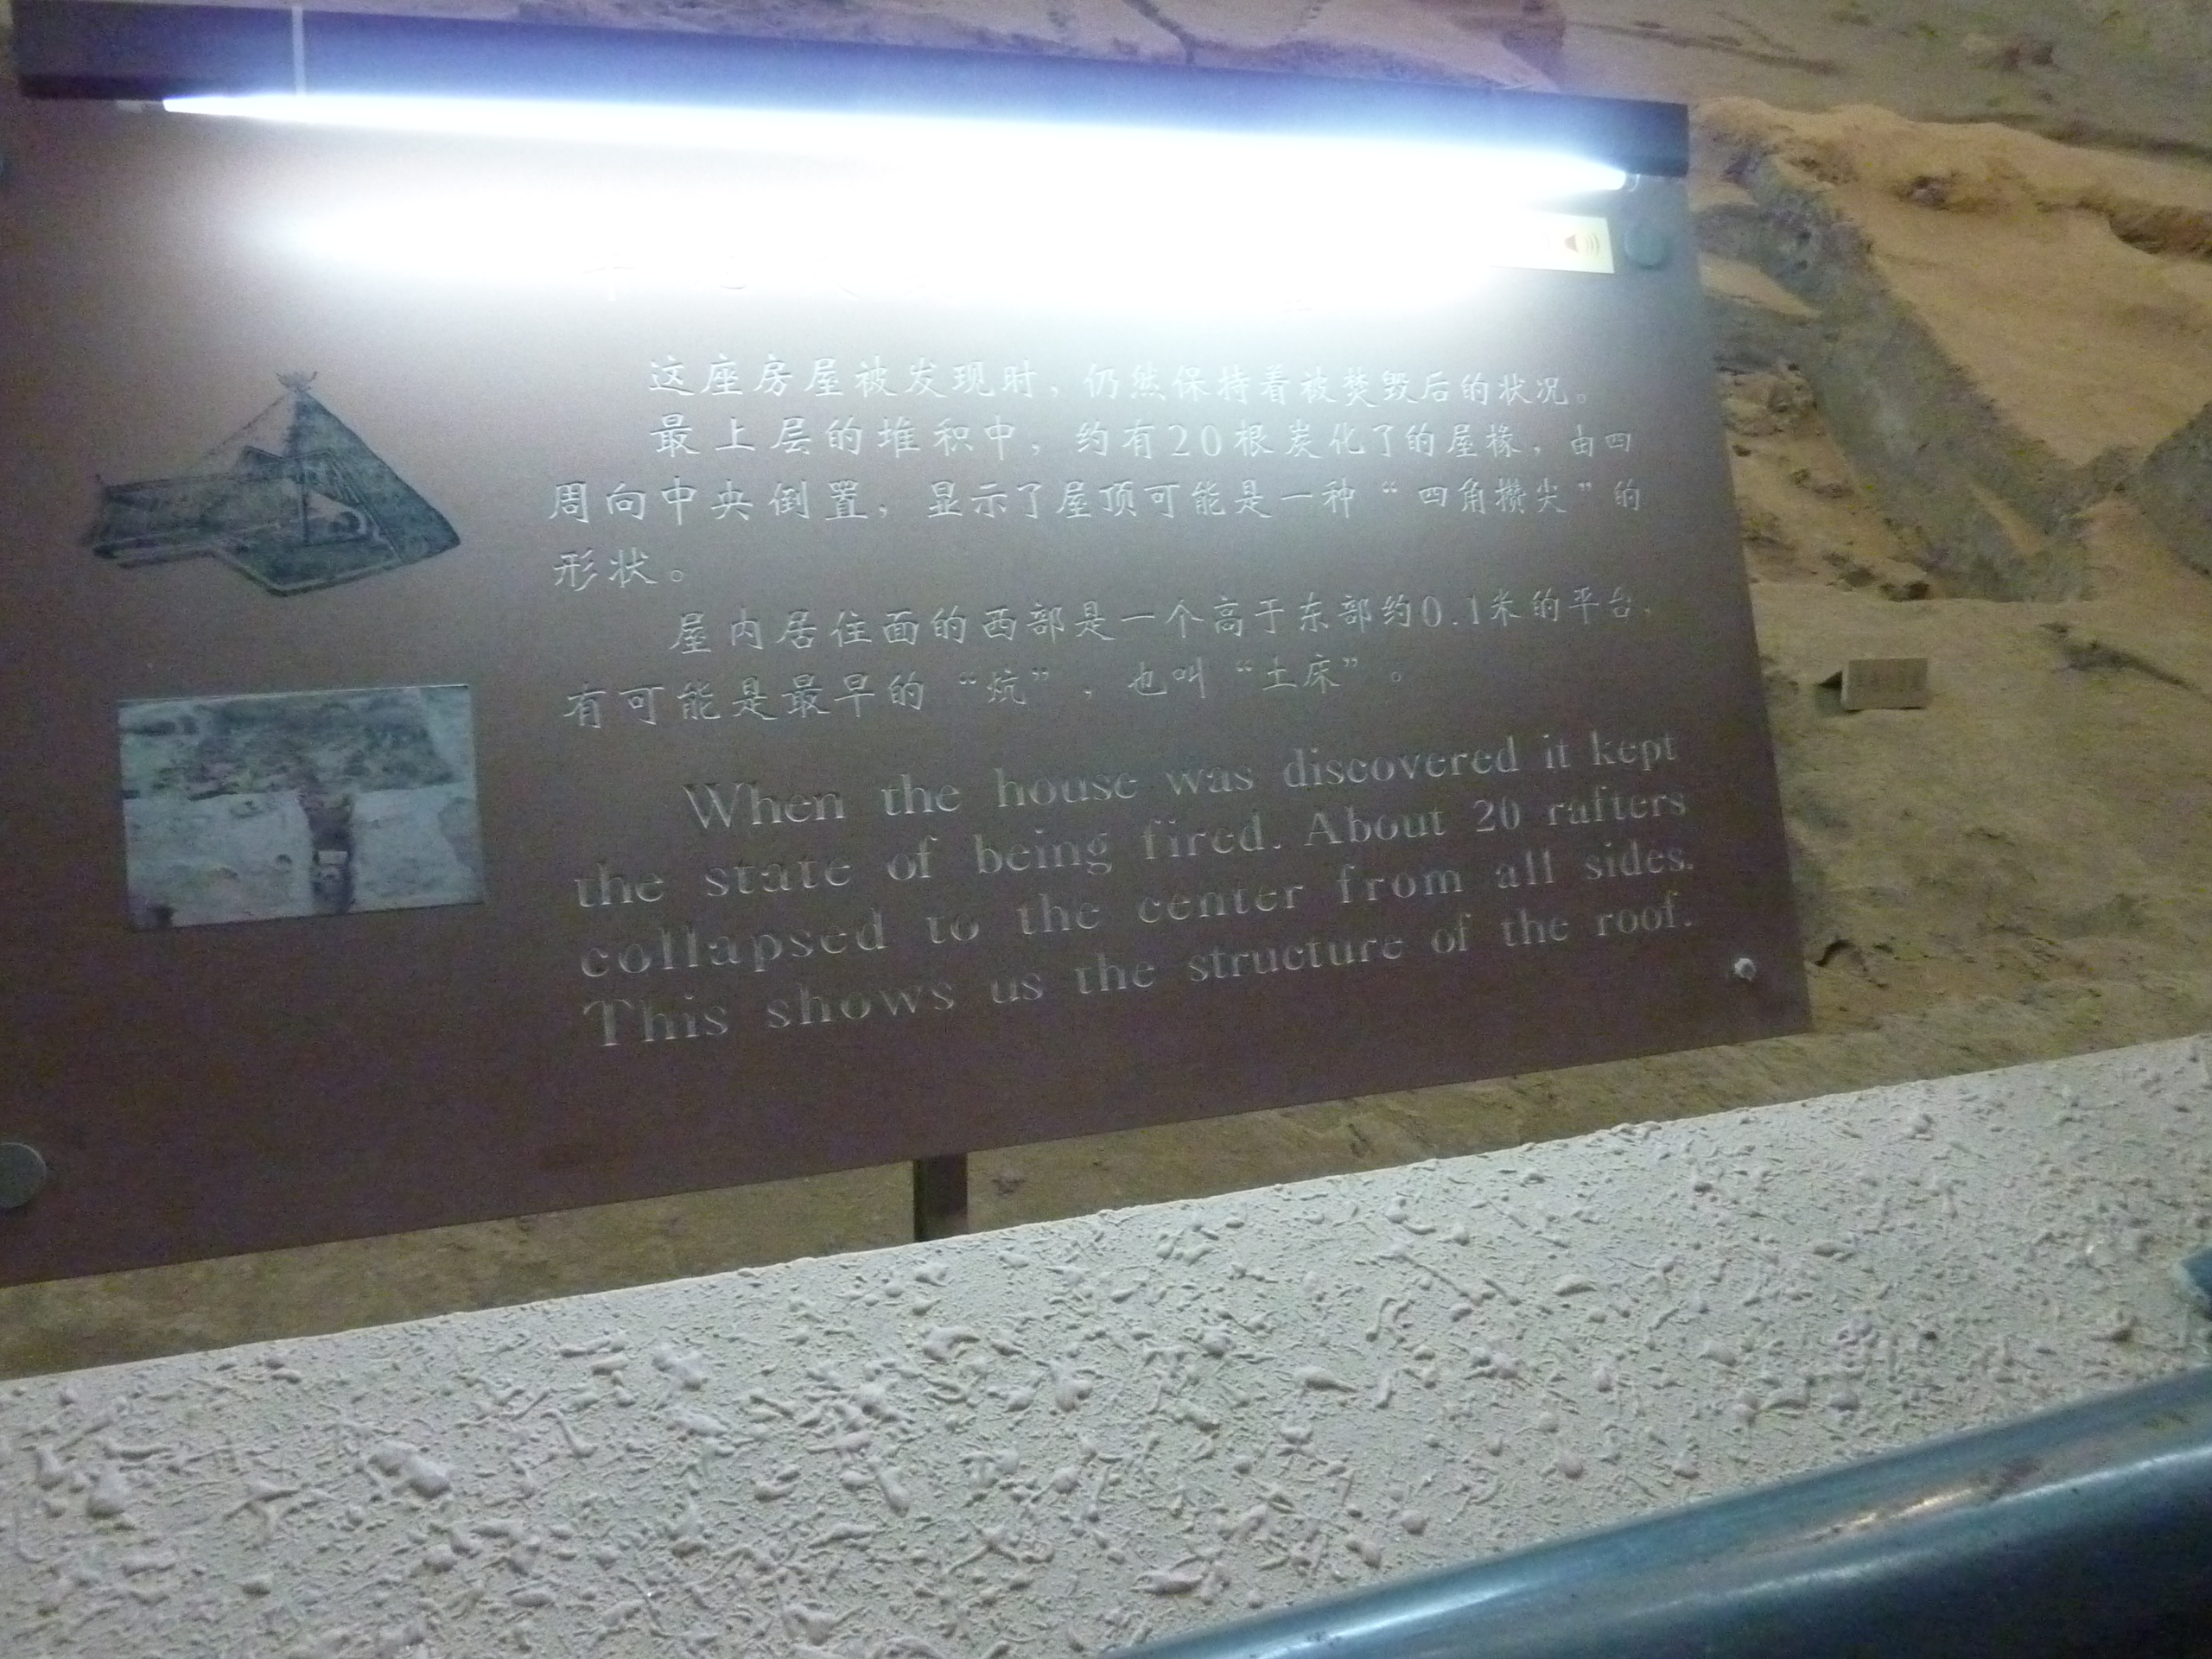 这座房屋被发现时，仍然保持着被焚毁后的状况。
最上层的堆积中，约有20根炭化了的屋椽，由四
周向中央倒置，显示了屋顶可能是一种“四角攒尖”的
形状。
屋内居住面的西部是一个高于东部约0.1米的平台，
有可能是最早的“炕”，也叫“土床”。
When the house was discovered it kept
the state of being fired. About 20 rafters
collapsed to the center from all sides.
This shows us the structure of the roof.